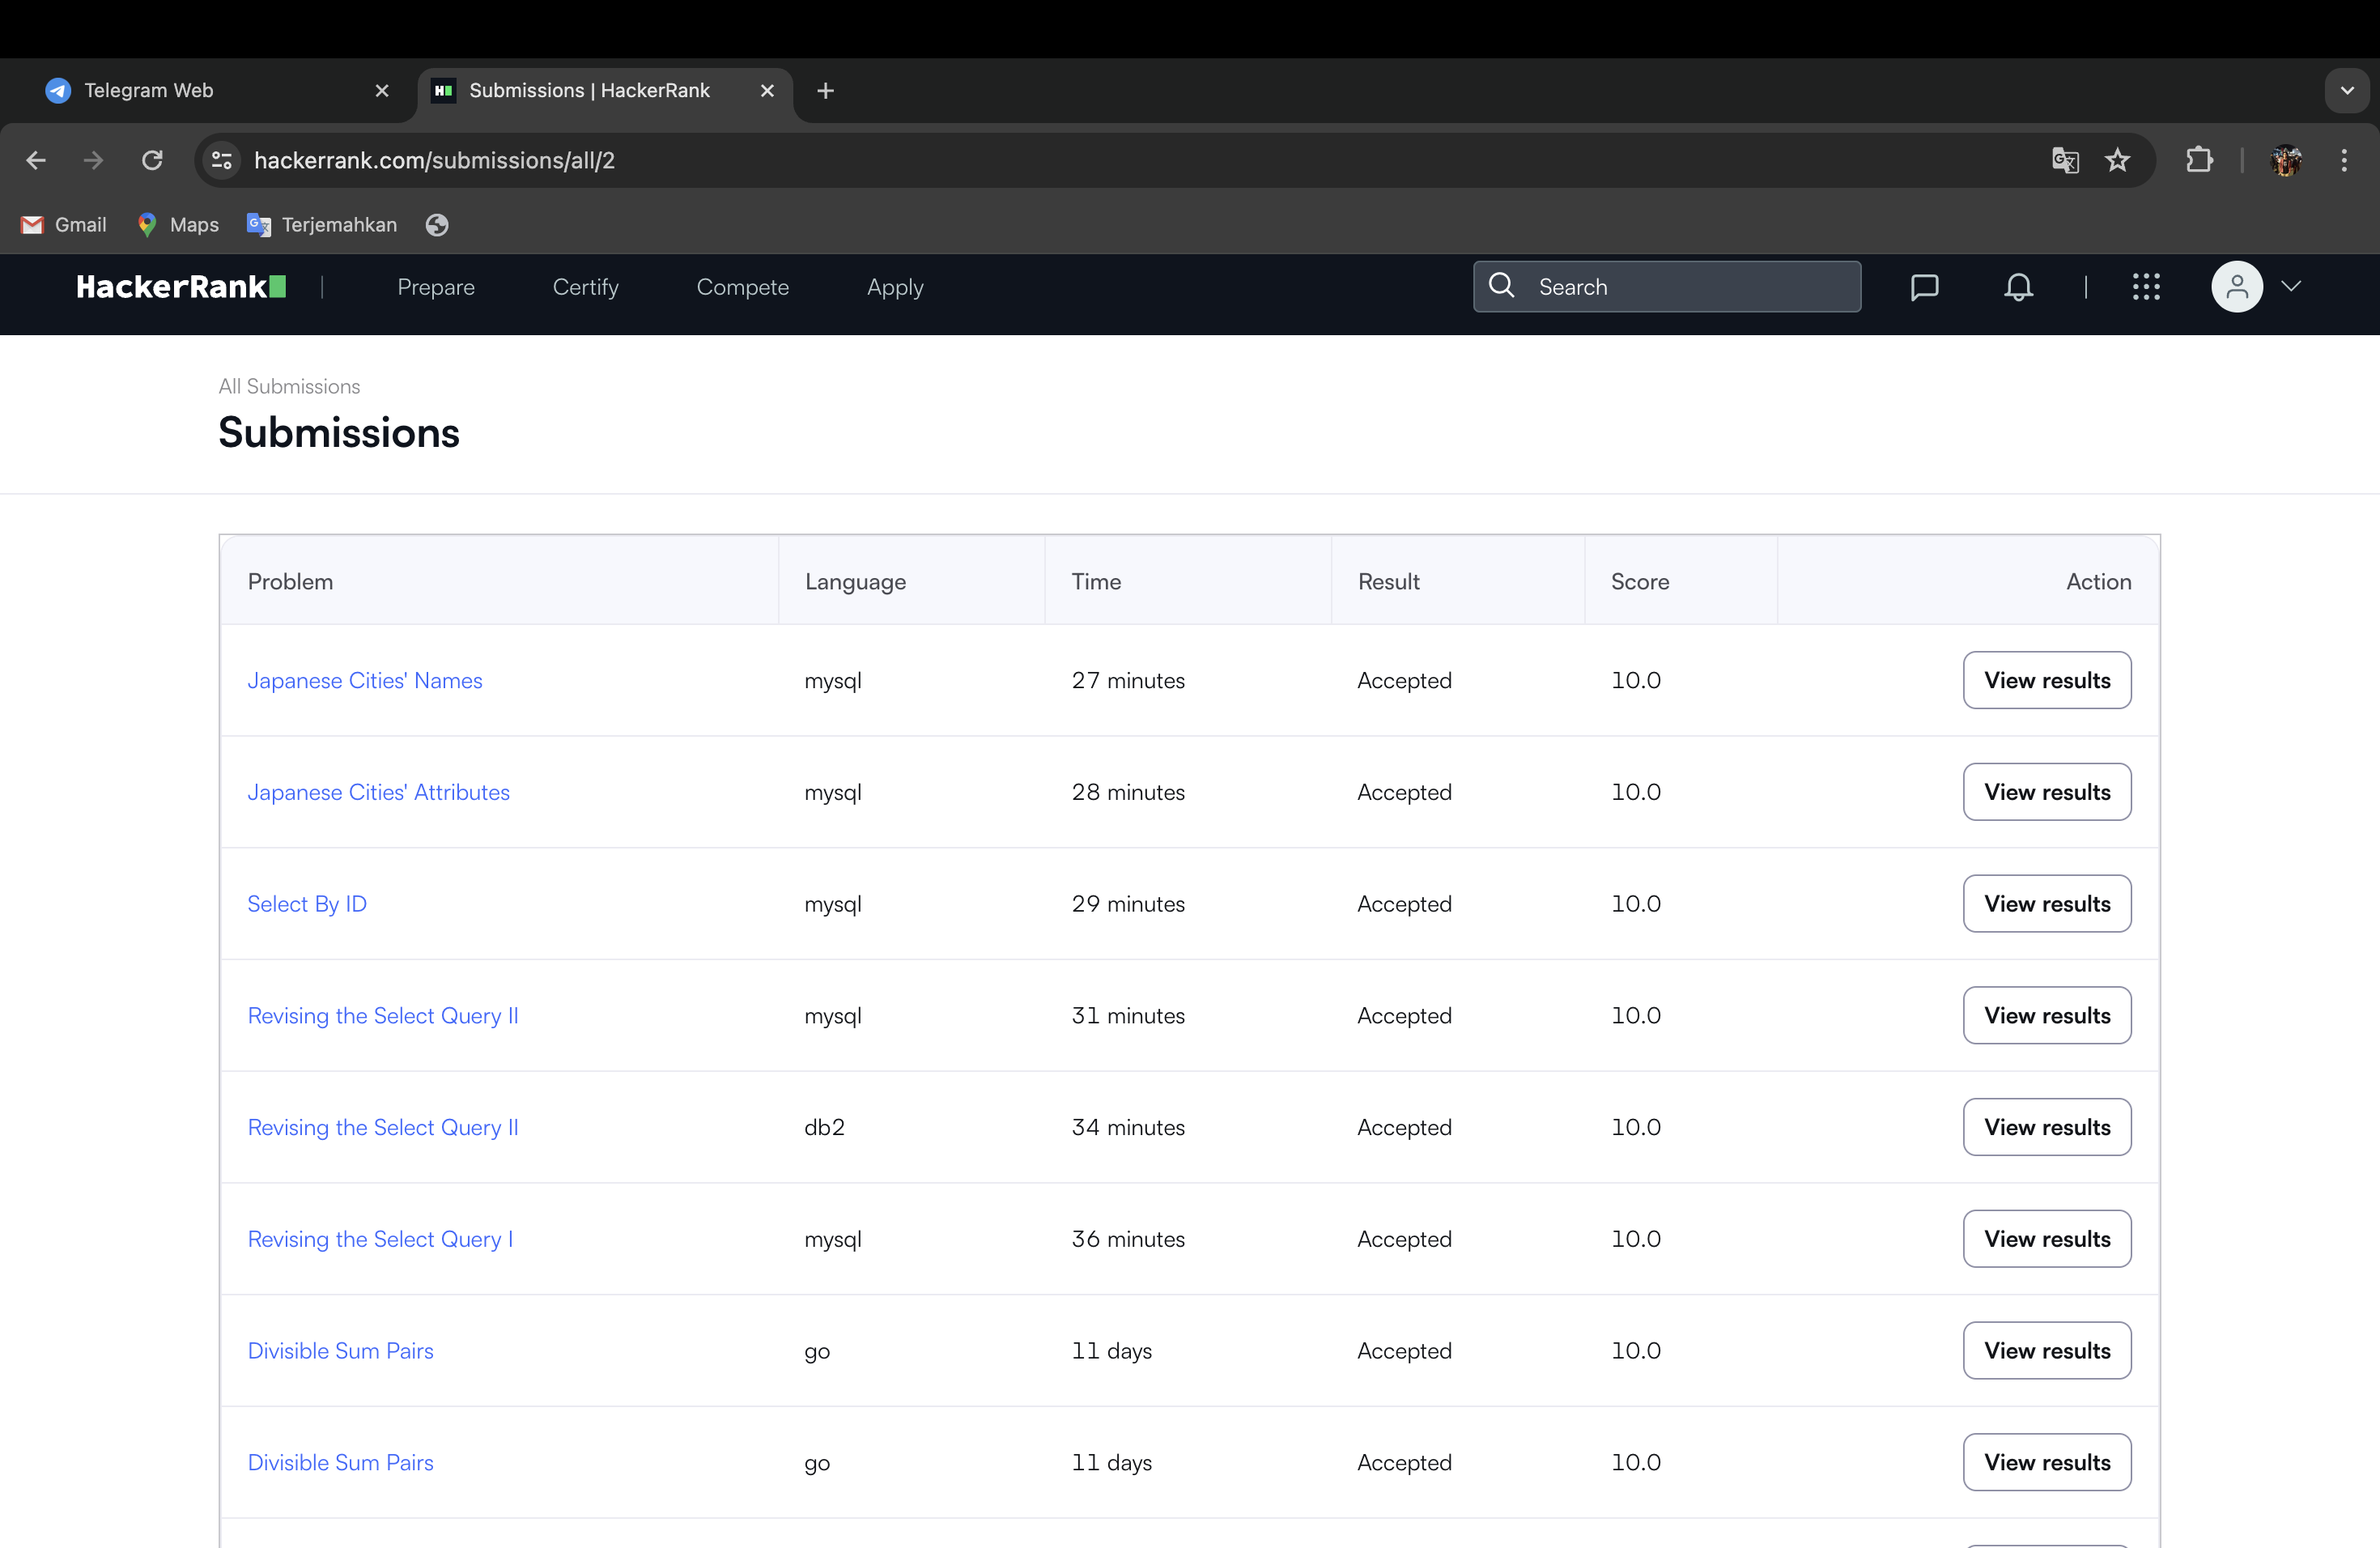 Telegram Web
Submissions | HackerRank
hackerrank.com/submissions/all/2
Gmail Maps Terjemahkan
HackerRank | Prepare Certify Compete Apply Search
All Submissions
Submissions
Problem Language Time Result Score Action
Japanese Cities' Names mysql 27 minutes Accepted 10.0 View results
Japanese Cities' Attributes mysql 28 minutes Accepted 10.0 View results
Select By ID mysql 29 minutes Accepted 10.0 View results
Revising the Select Query II mysql 31 minutes Accepted 10.0 View results
Revising the Select Query II db2 34 minutes Accepted 10.0 View results
Revising the Select Query I mysql 36 minutes Accepted 10.0 View results
Divisible Sum Pairs go 11 days Accepted 10.0 View results
Divisible Sum Pairs go 11 days Accepted 10.0 View results